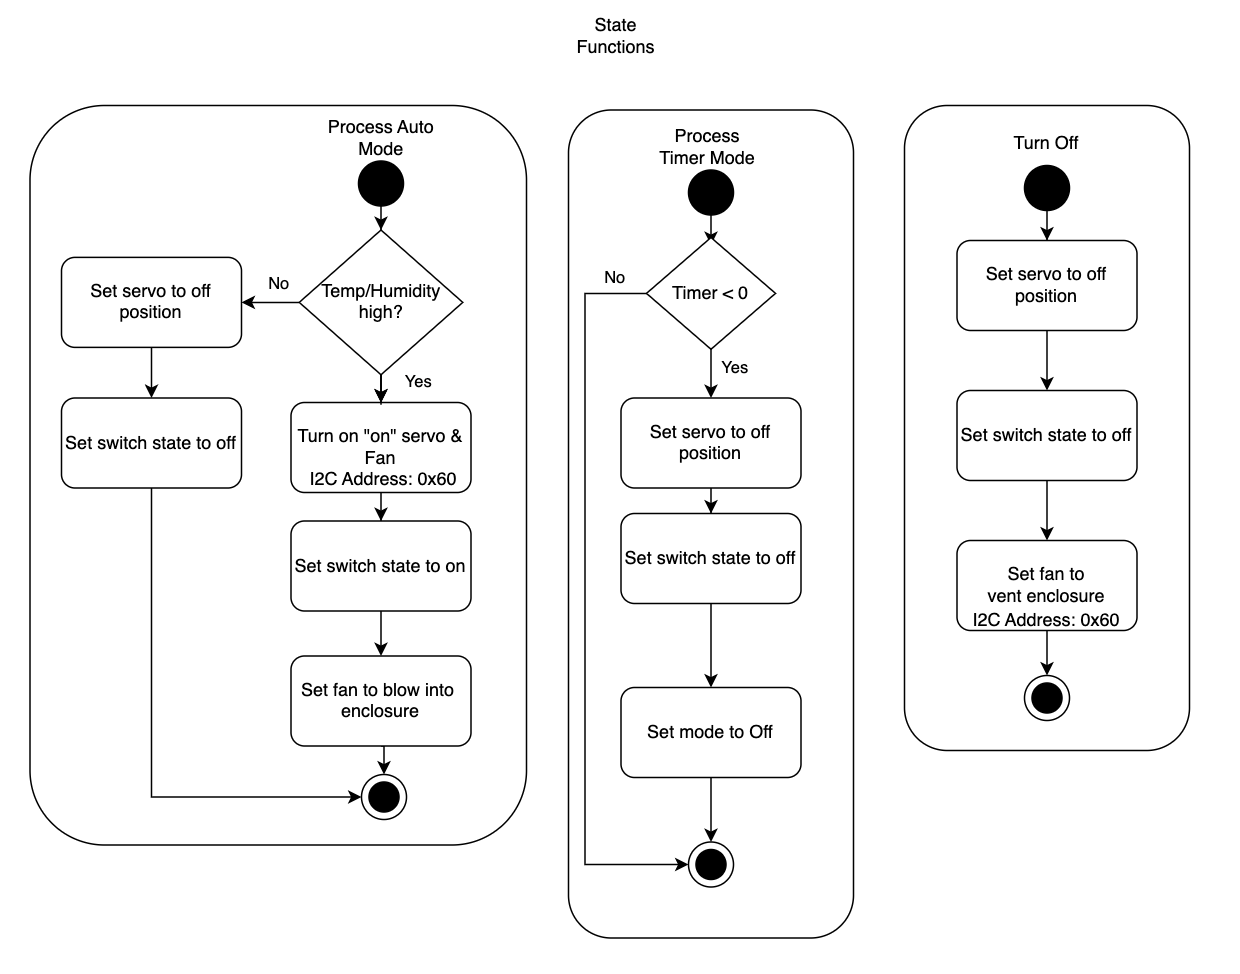 State
Functions
Process Auto
Mode
Temp/Humidity
high?
No
Yes
Set servo to off
position
Set switch state to off
Turn on "on" servo &
Fan
I2C Address: 0x60
Set switch state to on
Set fan to blow into
enclosure
Process
Timer Mode
Timer < 0
No
Yes
Set servo to off
position
Set switch state to off
Set mode to Off
Turn Off
Set servo to off
position
Set switch state to off
Set fan to
vent enclosure
I2C Address: 0x60